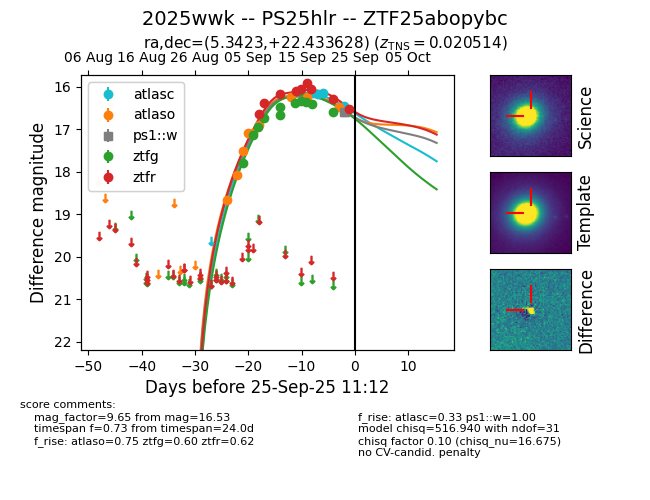 2025wwk -- PS25hlr -- ZTF25abopybc
ra,dec=(5.3423,+22.433628) (z_TNS = 0.020514)
06 Aug 16 Aug 26 Aug 05 Sep 15 Sep 25 Sep 05 Oct
atlasc
atlaso
ps1::w
ztfg
ztfr
16
17
18
19
20
21
22
Difference magnitude
−50 −40 −30 −20 −10 0 10
Days before 25-Sep-25 11:12
Science
Template
Difference
score comments:
mag_factor=9.65 from mag=16.53
timespan f=0.73 from timespan=24.0d
f_rise: atlaso=0.75 ztfg=0.60 ztfr=0.62
f_rise: atlasc=0.33 ps1::w=1.00
model chisq=516.940 with ndof=31
chisq factor 0.10 (chisq_nu=16.675)
no CV-candid. penalty